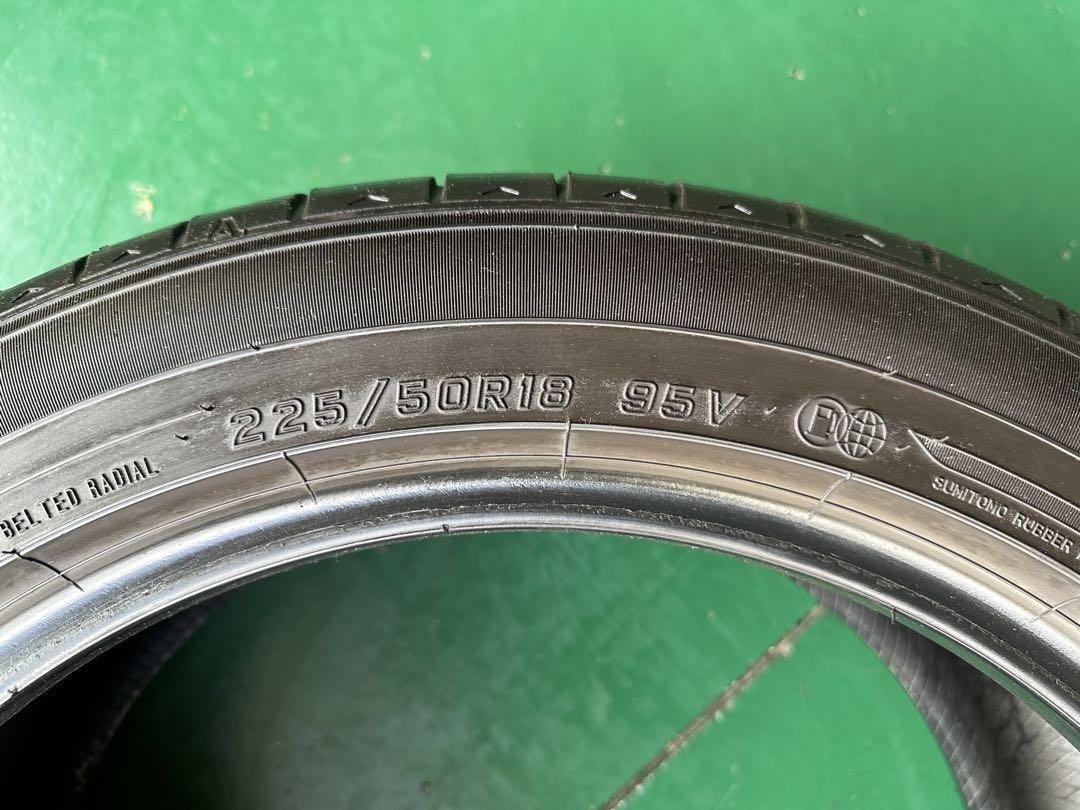 225/50R18 95V
BELTED RADIAL
SUMITOMO RUBBER